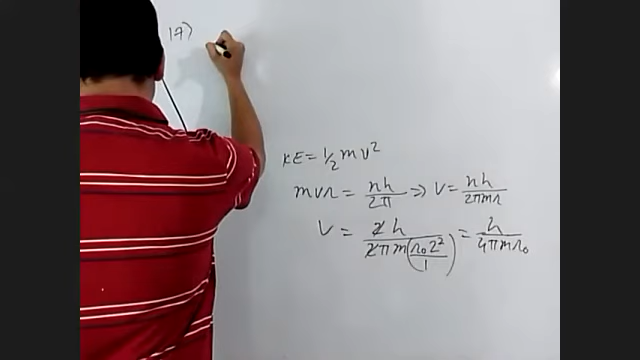 17)
KE = 1/2 mv²
mvr = nh/2π ⇒ v = nh/2πmr
v = 2h/2πm(r₀2²/1) = h/4πmr₀